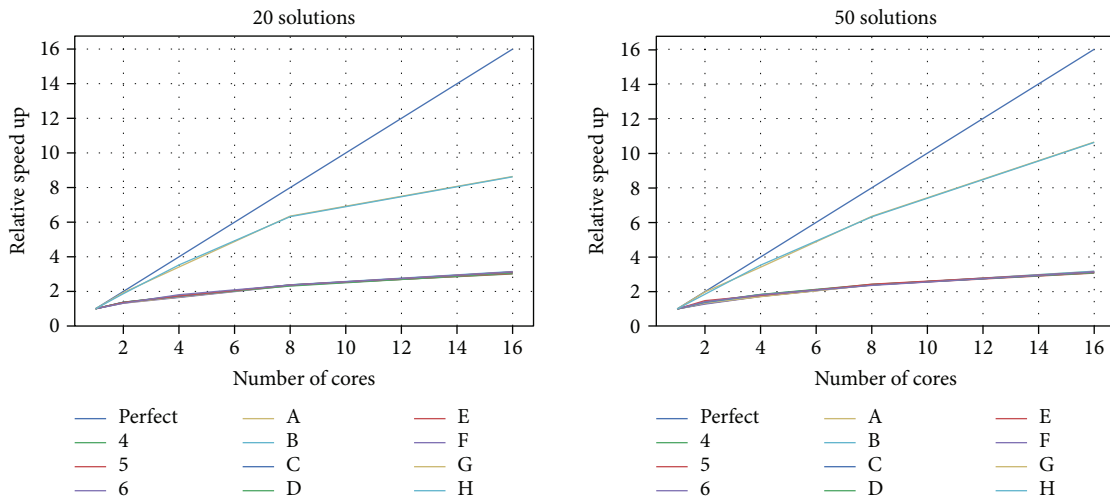 20 solutions
Relative speed up
16
14
12
10
8
6
4
2
0
2 4 6 8 10 12 14 16
Number of cores
Perfect A E
4 B F
5 C G
6 D H
50 solutions
Relative speed up
16
14
12
10
8
6
4
2
0
2 4 6 8 10 12 14 16
Number of cores
Perfect A E
4 B F
5 C G
6 D H